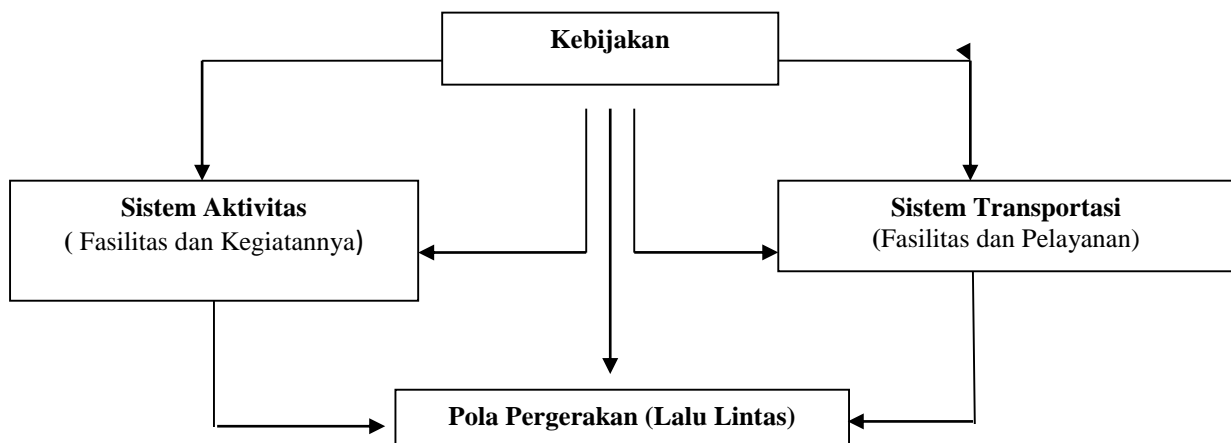 Kebijakan
Sistem Aktivitas
( Fasilitas dan Kegiatannya)
Sistem Transportasi
(Fasilitas dan Pelayanan)
Pola Pergerakan (Lalu Lintas)